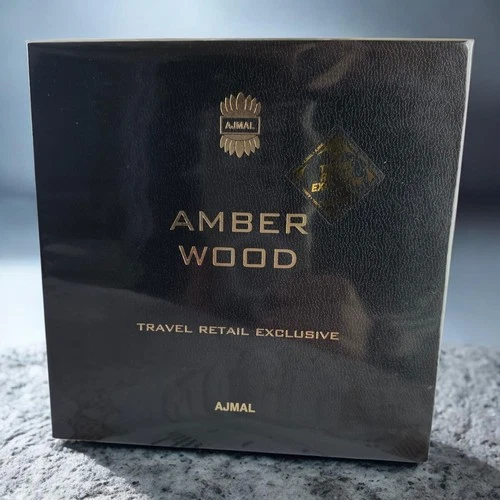 AJMAL
AMBER
WOOD
TRAVEL RETAIL EXCLUSIVE
AJMAL